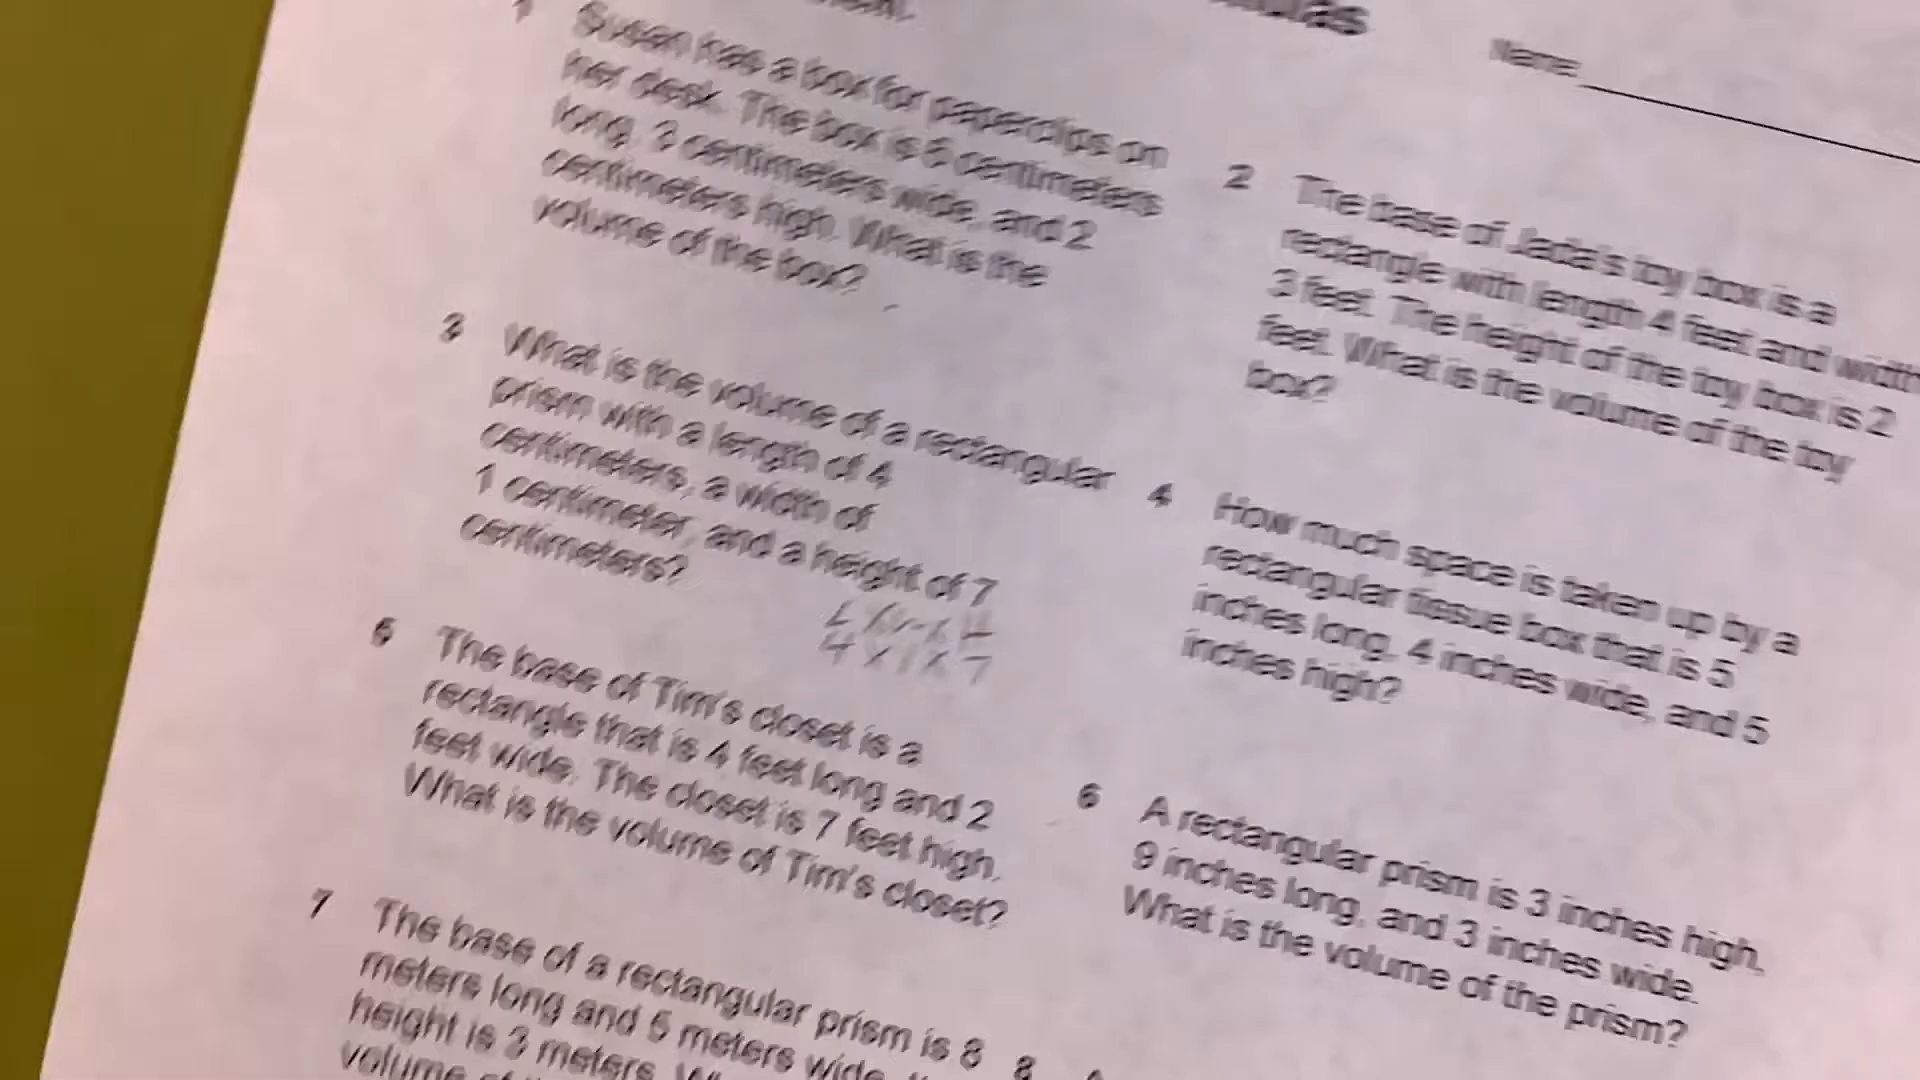 Name:
1 Susan has a box for paperclips on
her desk. The box is 6 centimeters
long, 3 centimeters wide, and 2
centimeters high. What is the
volume of the box?
2 The base of Jada's toy box is a
rectangle with length 4 feet and width
3 feet. The height of the toy box is 2
feet. What is the volume of the toy
box?
3 What is the volume of a rectangular
prism with a length of 4
centimeters, a width of
1 centimeter, and a height of 7
centimeters?
4 x 1 x 7
4 How much space is taken up by a
rectangular tissue box that is 5
inches long, 4 inches wide, and 5
inches high?
5 The base of Tim's closet is a
rectangle that is 4 feet long and 2
feet wide. The closet is 7 feet high.
What is the volume of Tim's closet?
6 A rectangular prism is 3 inches high,
9 inches long, and 3 inches wide.
What is the volume of the prism?
7 The base of a rectangular prism is 8
meters long and 5 meters wide.
height is 3 meters.
volume of
8 A